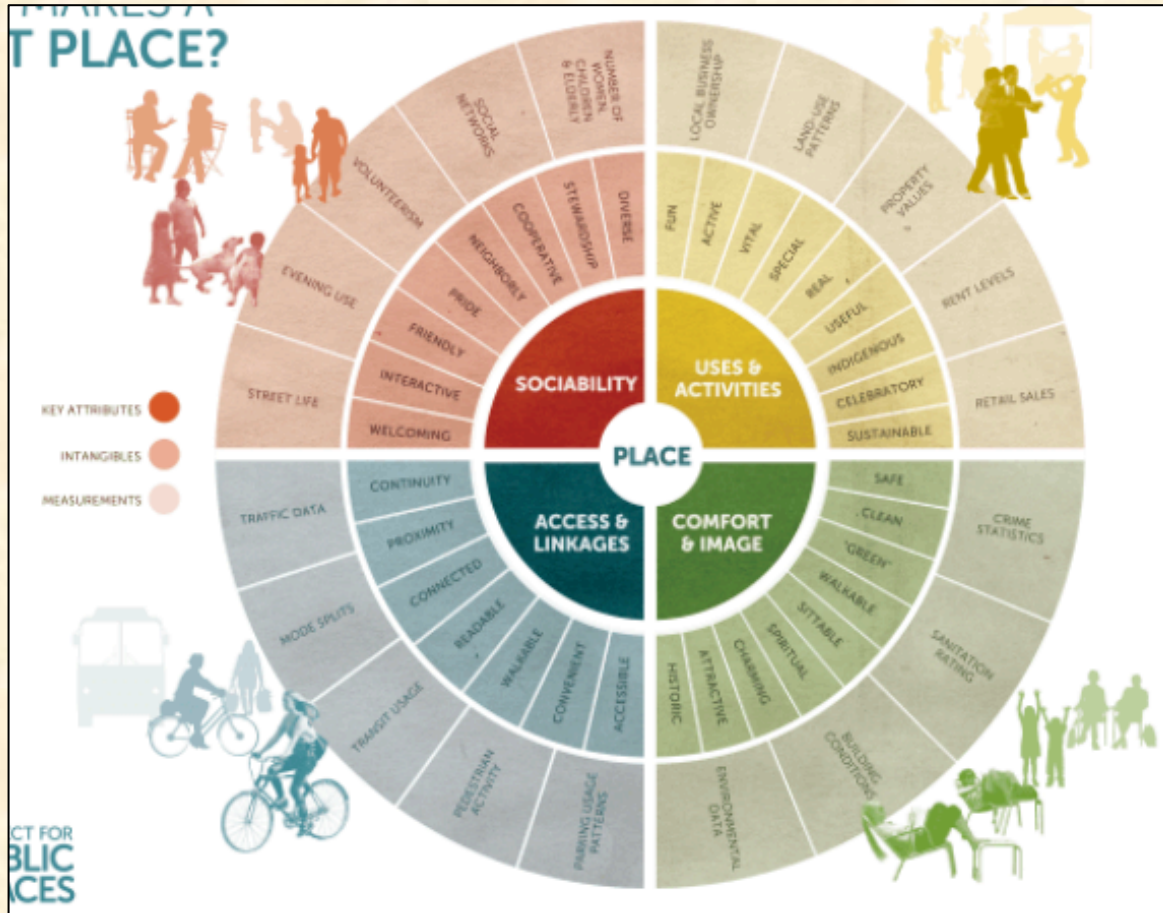 MAKES A
T PLACE?
KEY ATTRIBUTES
INTANGIBLES
MEASUREMENTS
PLACE
SOCIABILITY
USES &
ACTIVITIES
ACCESS &
LINKAGES
COMFORT
& IMAGE
WELCOMING
INTERACTIVE
FRIENDLY
PRIDE
NEIGHBORLY
COOPERATIVE
STEWARDSHIP
DIVERSE
FUN
ACTIVE
VITAL
SPECIAL
REAL
USEFUL
INDIGENOUS
CELEBRATORY
SUSTAINABLE
SAFE
CLEAN
"GREEN"
WALKABLE
SITTABLE
SPIRITUAL
CHARMING
ATTRACTIVE
HISTORIC
ACCESSIBLE
CONVENIENT
WALKABLE
READABLE
CONNECTED
PROXIMITY
CONTINUITY
STREET LIFE
EVENING USE
VOLUNTEERISM
SOCIAL
NETWORKS
NUMBER OF
WOMEN,
CHILDREN
& ELDERLY
LOCAL BUSINESS
OWNERSHIP
LAND-USE
PATTERNS
PROPERTY
VALUES
RENT LEVELS
RETAIL SALES
CRIME
STATISTICS
SANITATION
RATING
BUILDING
CONDITIONS
ENVIRONMENTAL
DATA
PARKING USAGE
PATTERNS
PEDESTRIAN
ACTIVITY
TRANSIT USAGE
MODE SPLITS
TRAFFIC DATA
CT FOR
BLIC
ACES